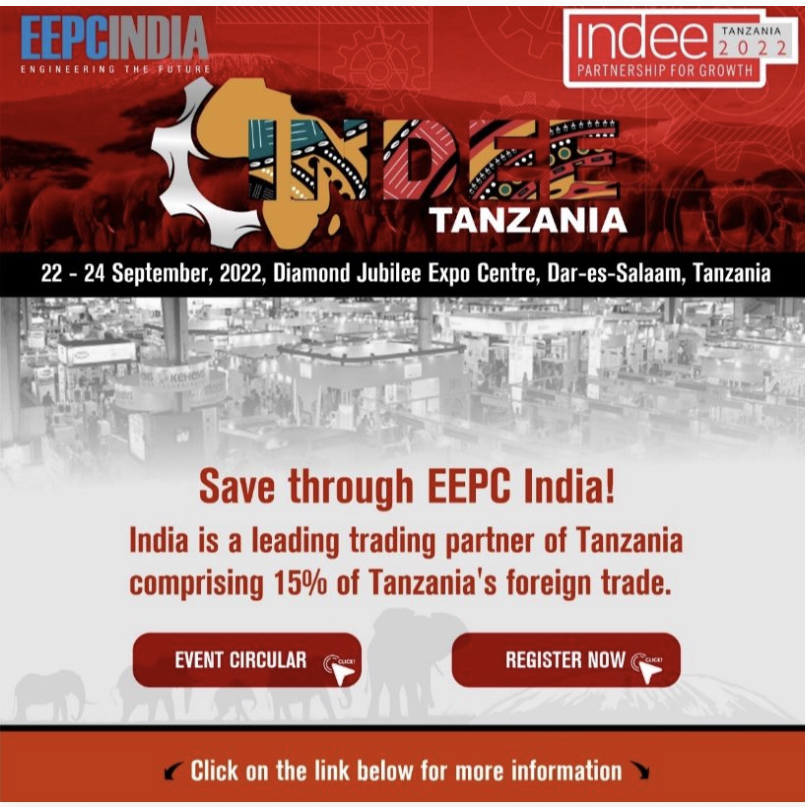 EEPCINDIA
ENGINEERING THE FUTURE
indee TANZANIA 2022
PARTNERSHIP FOR GROWTH
INDEE
TANZANIA
22 - 24 September, 2022, Diamond Jubilee Expo Centre, Dar-es-Salaam, Tanzania
KEHENS
Save through EEPC India!
India is a leading trading partner of Tanzania
comprising 15% of Tanzania's foreign trade.
EVENT CIRCULAR CLICK!
REGISTER NOW CLICK!
Click on the link below for more information